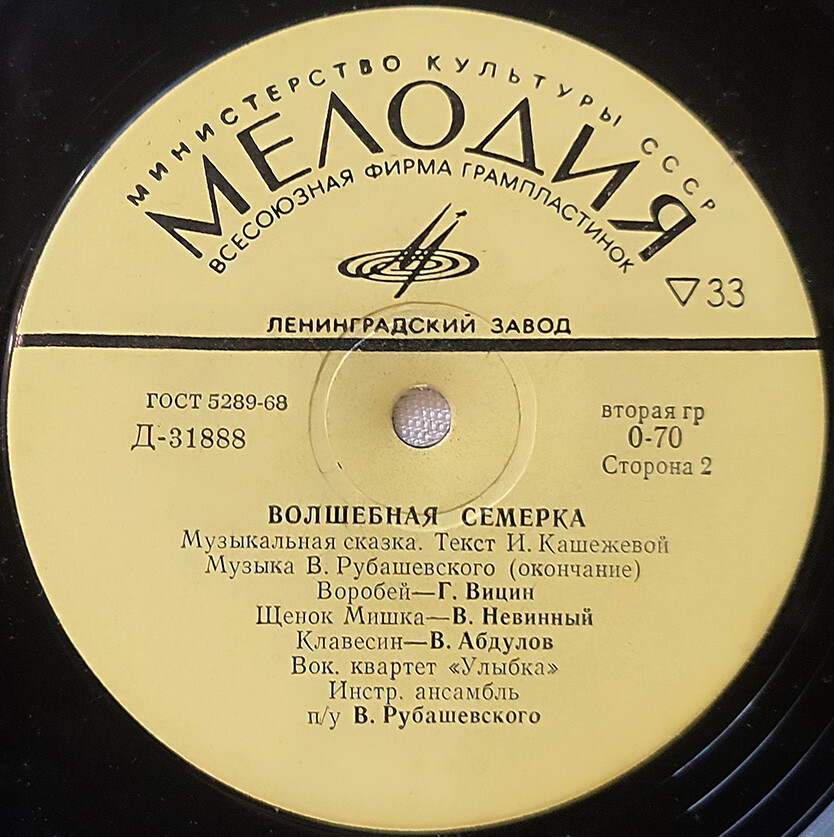 МИНИСТЕРСТВО КУЛЬТУРЫ СССР
МЕЛОДИЯ
ВСЕСОЮЗНАЯ ФИРМА ГРАМПЛАСТИНОК
▽33
ЛЕНИНГРАДСКИЙ ЗАВОД
ГОСТ 5289-68
Д-31888
вторая гр
0-70
Сторона 2
ВОЛШЕБНАЯ СЕМЕРКА
Музыкальная сказка. Текст И. Кашежевой
Музыка В. Рубашевского (окончание)
Воробей—Г. Вицин
Щенок Мишка—В. Невинный
Клавесин—В. Абдулов
Вок. квартет «Улыбка»
Инстр. ансамбль
п/у В. Рубашевского